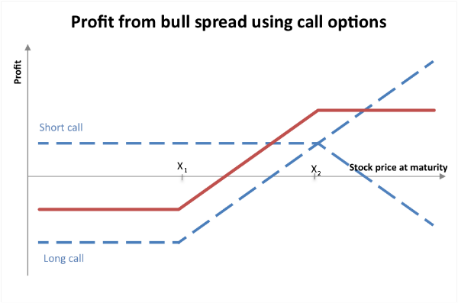 Profit from bull spread using call options
Profit
Short call
X1
X2
Stock price at maturity
Long call